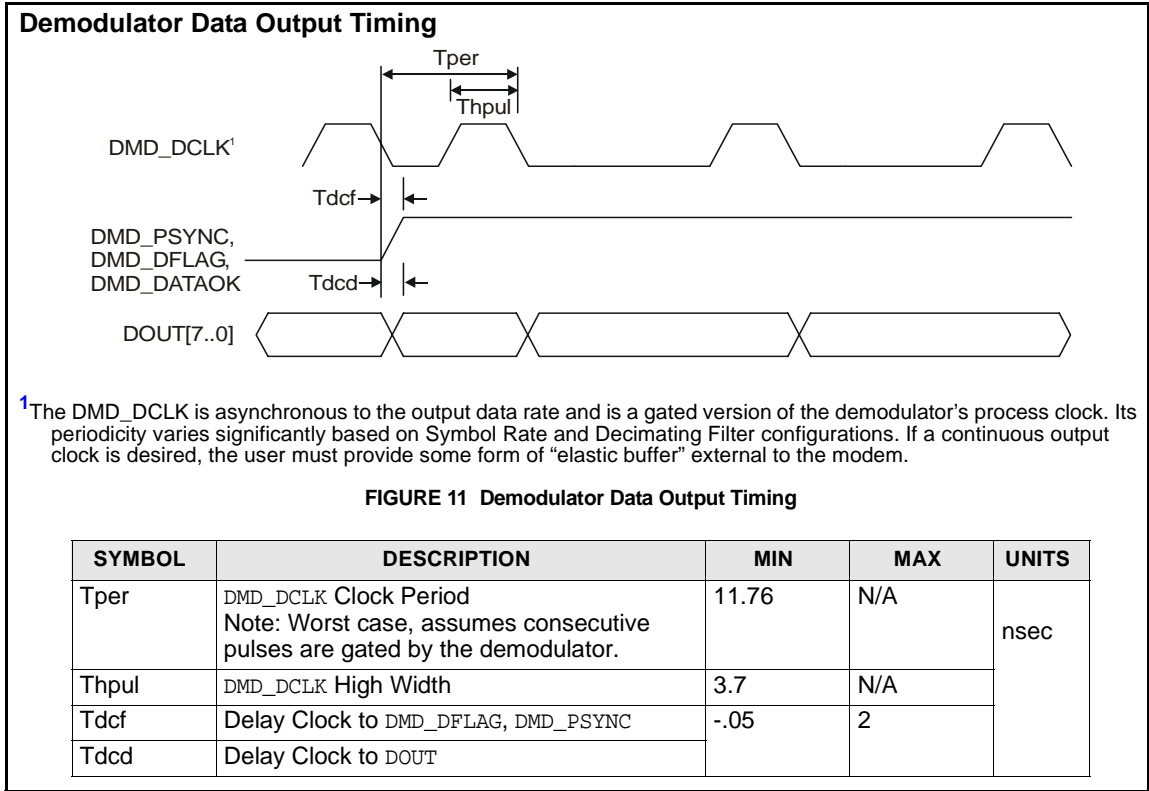 Demodulator Data Output Timing
Tper
Thpul
DMD_DCLK¹
Tdcf
DMD_PSYNC,
DMD_DFLAG,
DMD_DATAOK
Tdcd
DOUT[7..0]
1The DMD_DCLK is asynchronous to the output data rate and is a gated version of the demodulator's process clock. Its
periodicity varies significantly based on Symbol Rate and Decimating Filter configurations. If a continuous output
clock is desired, the user must provide some form of “elastic buffer” external to the modem.
FIGURE 11 Demodulator Data Output Timing
SYMBOL DESCRIPTION MIN MAX UNITS
Tper DMD_DCLK Clock Period 11.76 N/A
Note: Worst case, assumes consecutive
pulses are gated by the demodulator.
nsec
Thpul DMD_DCLK High Width 3.7 N/A
Tdcf Delay Clock to DMD_DFLAG, DMD_PSYNC -.05 2
Tdcd Delay Clock to DOUT